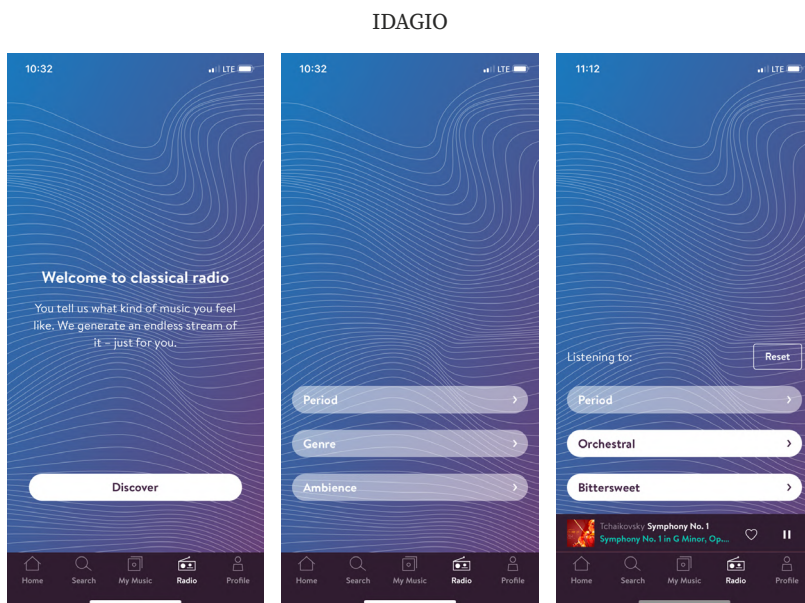 IDAGIO
10:32
LTE
Welcome to classical radio
You tell us what kind of music you feel
like. We generate an endless stream of
it – just for you.
Discover
Home Search My Music Radio Profile
10:32
LTE
Period
Genre
Ambience
Home Search My Music Radio Profile
11:12
LTE
Listening to:
Reset
Period
Orchestral
Bittersweet
Tchaikovsky Symphony No. 1
Symphony No. 1 in G Minor, Op....
Home Search My Music Radio Profile